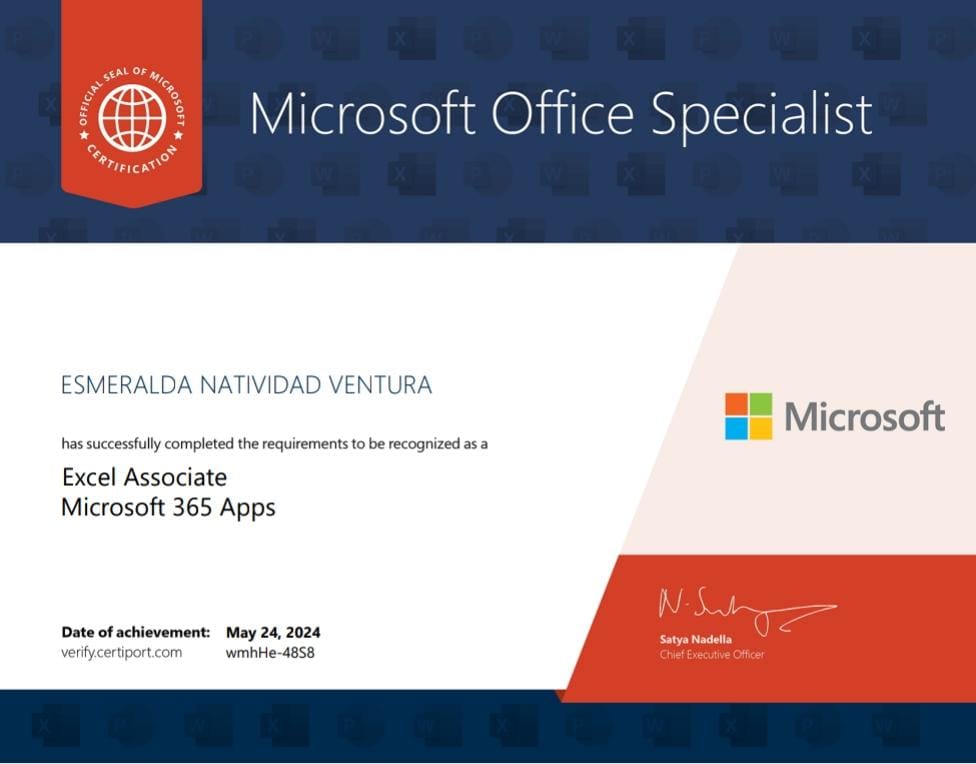 OFFICIAL SEAL OF MICROSOFT
CERTIFICATION
Microsoft Office Specialist
ESMERALDA NATIVIDAD VENTURA
has successfully completed the requirements to be recognized as a
Excel Associate
Microsoft 365 Apps
Microsoft
Date of achievement: May 24, 2024
verify.certiport.com wmhHe-48S8
Satya Nadella
Chief Executive Officer